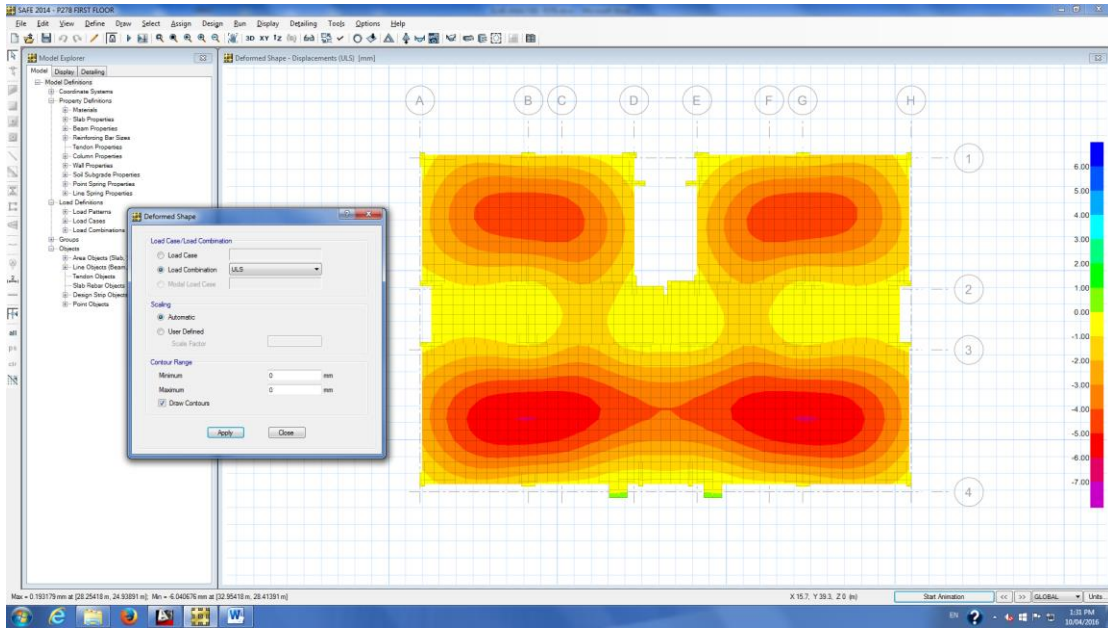 SAFE 2014 - P278 FIRST FLOOR
File Edit View Define Draw Select Assign Design Run Display Detailing Tools Options Help
3D XY YZ
Model Explorer
Model Display Detailing
Model Definitions
Coordinate Systems
Property Definitions
Materials
Slab Properties
Beam Properties
Reinforcing Bar Sizes
Tendon Properties
Column Properties
Wall Properties
Soil Subgrade Properties
Point Spring Properties
Line Spring Properties
Load Definitions
Load Patterns
Load Cases
Load Combinations
Groups
Objects
Area Objects (Slab,
Line Objects (Beam
Tendon Objects
Slab Rebar Objects
Design Strip Objects
Point Objects
all
Deformed Shape - Displacements (ULS) [mm]
A B C D E F G H
1
2
3
4
6.00
5.00
4.00
3.00
2.00
1.00
0.00
-1.00
-2.00
-3.00
-4.00
-5.00
-6.00
-7.00
Deformed Shape
Load Case/Load Combination
Load Case
Load Combination ULS
Modal Load Case
Scaling
Automatic
User Defined
Scale Factor
Contour Range
Minimum 0 mm
Maximum 0 mm
Draw Contours
Apply Close
Max = 0.193179 mm at [28.25418 m, 24.93891 m]; Min = -6.040676 mm at [32.95418 m, 28.41391 m]
X 15.7, Y 39.3, Z 0 (m)
Start Animation << >> GLOBAL Units...
EN
1:31 PM
10/04/2016